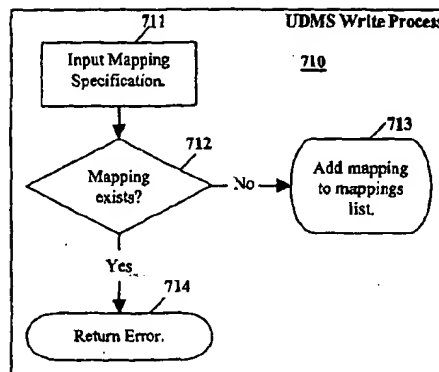 711
UDMS Write Process
Input Mapping
Specification.
710
712
713
Mapping
exists?
No
Add mapping
to mappings
list.
Yes
714
Return Error.